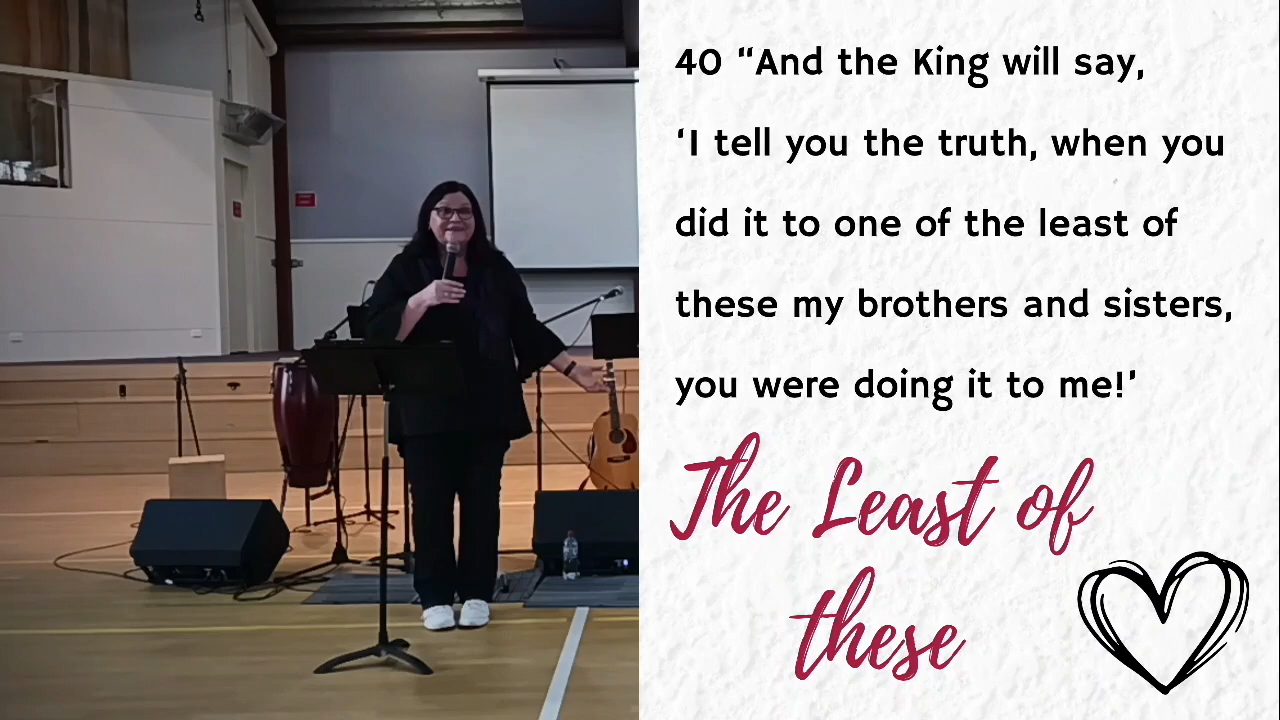 40 “And the King will say,
‘I tell you the truth, when you
did it to one of the least of
these my brothers and sisters,
you were doing it to me!’
The Least of
these